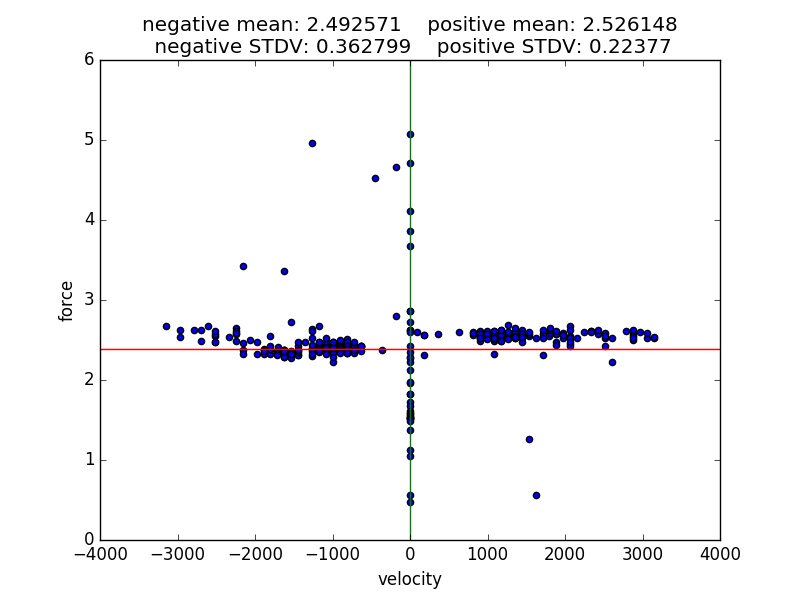 negative mean: 2.492571 positive mean: 2.526148
negative STDV: 0.362799 positive STDV: 0.22377
6
5
4
3
2
1
0
force
−4000 −3000 −2000 −1000 0 1000 2000 3000 4000
velocity